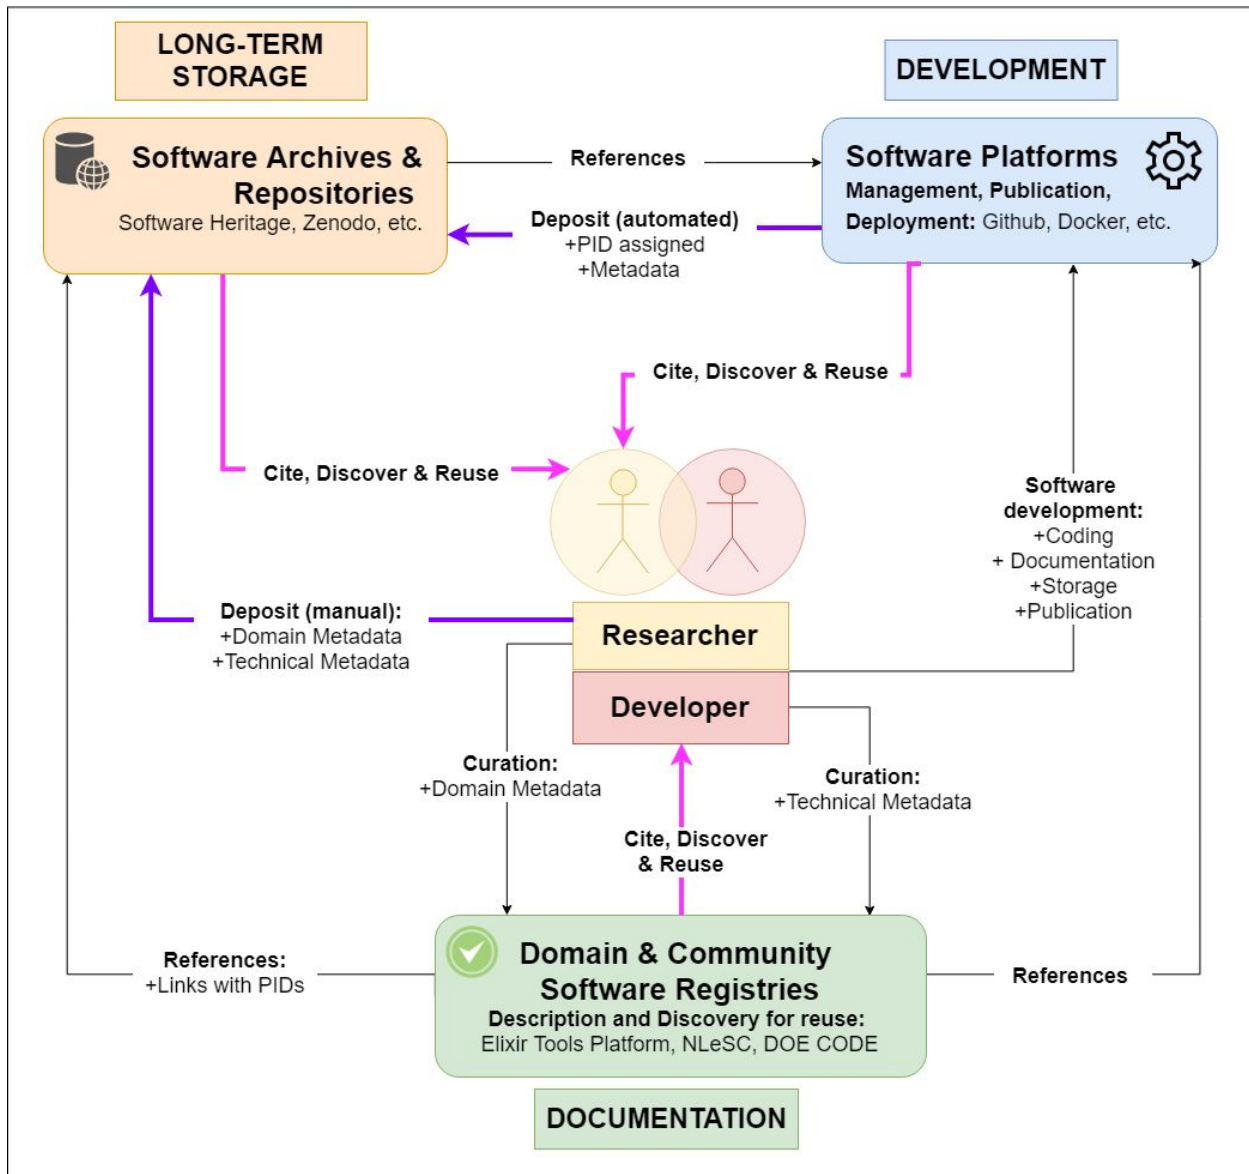 LONG-TERM
STORAGE
DEVELOPMENT
Software Archives &
Repositories
Software Heritage, Zenodo, etc.
References
Software Platforms
Management, Publication,
Deployment: Github, Docker, etc.
Deposit (automated)
+PID assigned
+Metadata
Cite, Discover & Reuse
Cite, Discover & Reuse
Software
development:
+Coding
+ Documentation
+Storage
+Publication
Deposit (manual):
+Domain Metadata
+Technical Metadata
Researcher
Developer
Curation:
+Domain Metadata
Curation:
+Technical Metadata
Cite, Discover
& Reuse
References:
+Links with PIDs
Domain & Community
Software Registries
Description and Discovery for reuse:
Elixir Tools Platform, NLeSC, DOE CODE
References
DOCUMENTATION